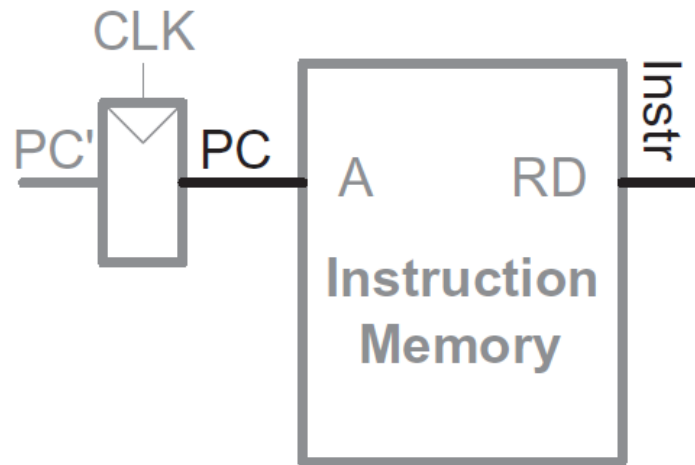 CLK
PC'
PC
A
RD
Instr
Instruction
Memory